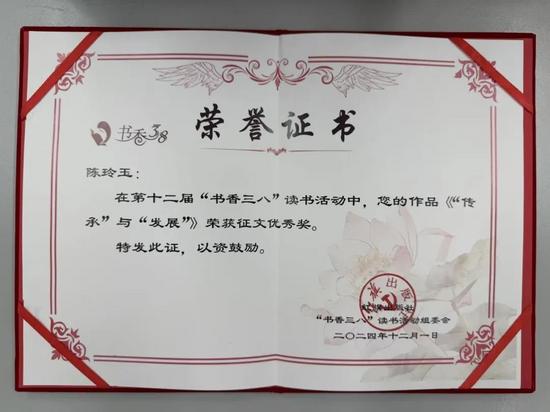 书香38
荣誉证书
陈玲玉：
在第十二届“书香三八”读书活动中，您的作品《“传
承”与“发展”》荣获征文优秀奖。
特发此证，以资鼓励。
出版社
“书香三八”读书活动组委会
二〇二四年十二月一日